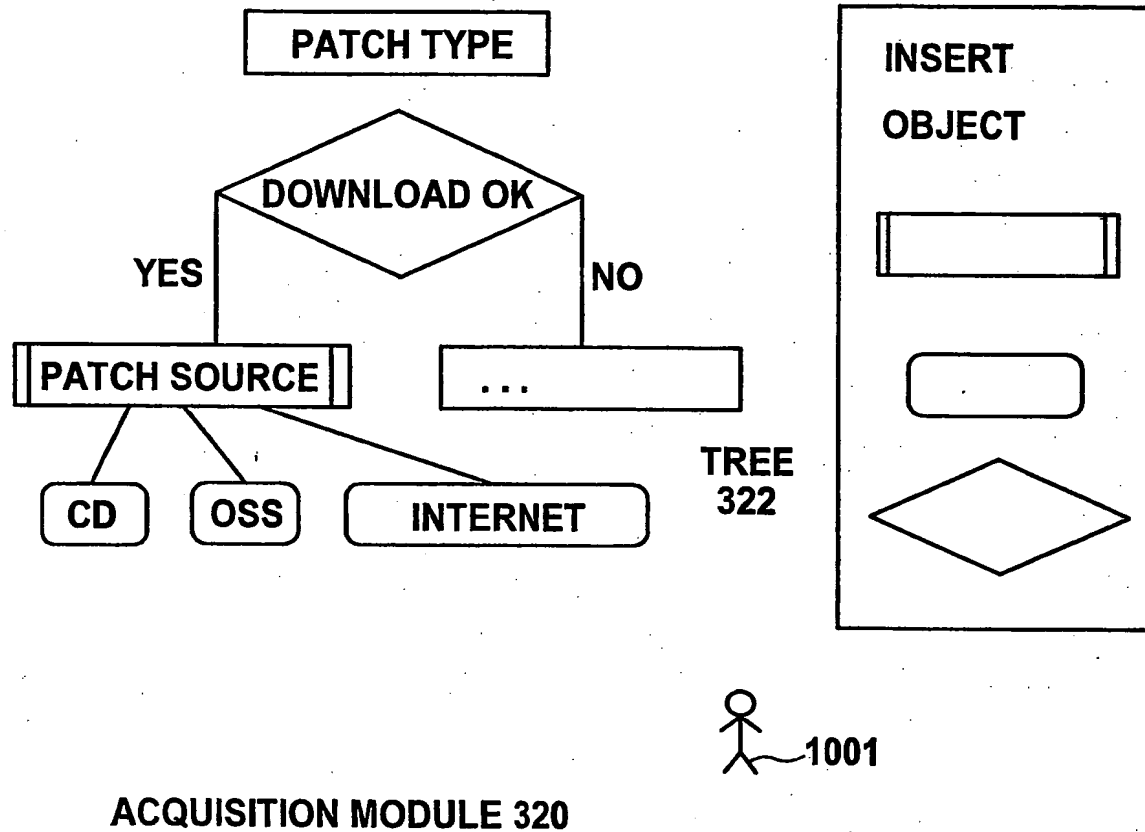 PATCH TYPE
DOWNLOAD OK
YES
NO
PATCH SOURCE
...
CD
OSS
INTERNET
TREE
322
INSERT
OBJECT
1001
ACQUISITION MODULE 320